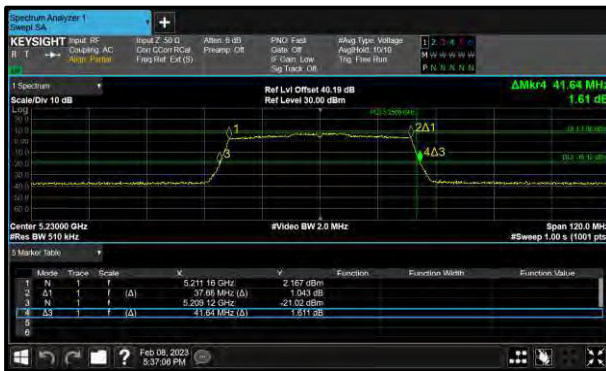 Spectrum Analyzer 1
Swept SA
KEYSIGHT Input: RF Input Z: 50 Ω Atten: 6 dB PNO: Fast #Avg Type: Voltage 1 2 3 4 5 6
R T Coupling: AC Corr CCorr RCal Preamp: Off Gate: Off Avg|Hold: 10/10 M W W W W W
Align: Partial Freq Ref: Ext (S) IF Gain: Low Trig: Free Run P N N N N N
Sig Track: Off
1 Spectrum Ref Lvl Offset 40.19 dB ΔMkr4 41.64 MHz
Scale/Div 10 dB Ref Level 30.00 dBm 1.61 dB
Log
1 2Δ1
3 4Δ3
Center 5.23000 GHz #Video BW 2.0 MHz Span 120.0 MHz
#Res BW 510 kHz #Sweep 1.00 s (1001 pts
5 Marker Table
Mode Trace Scale X Y Function Function Width Function Value
1 N 1 f 5.211 16 GHz 2.167 dBm
2 Δ1 1 f (Δ) 37.68 MHz (Δ) 1.043 dB
3 N 1 f 5.209 12 GHz -21.02 dBm
4 Δ3 1 f (Δ) 41.64 MHz (Δ) 1.611 dB
5
6
? Feb 08, 2023
5:37:06 PM